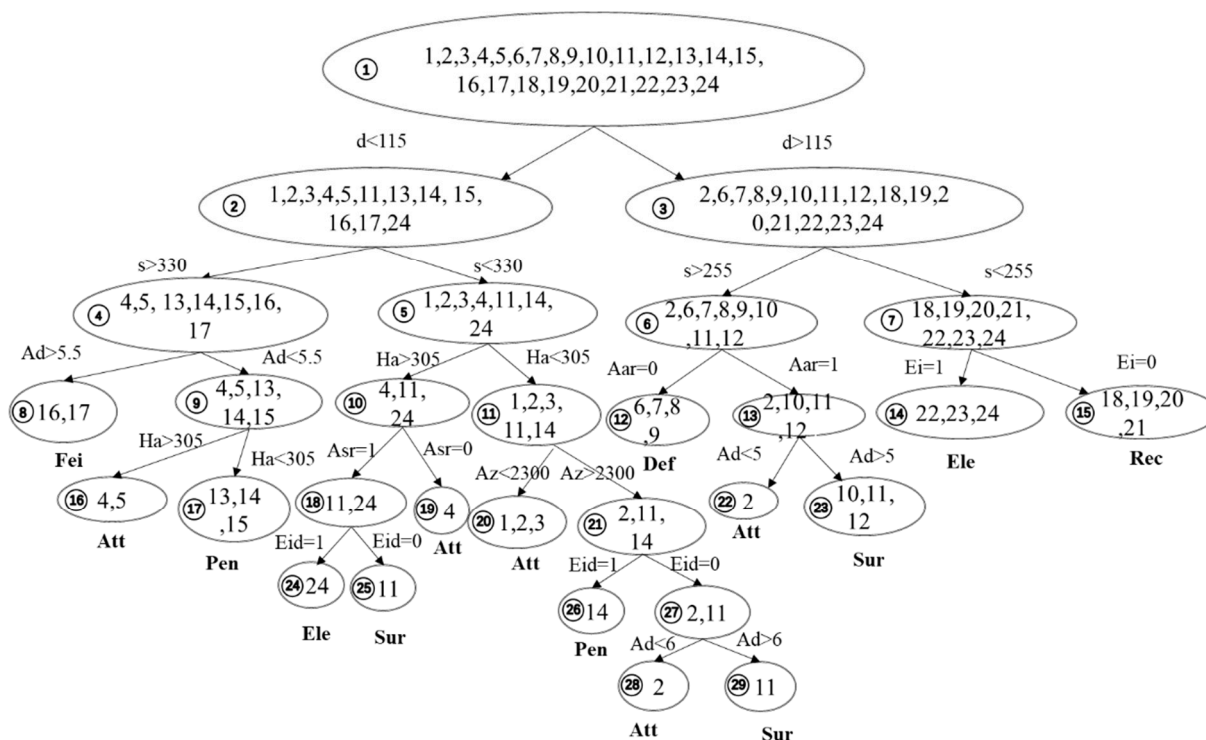 ① 1,2,3,4,5,6,7,8,9,10,11,12,13,14,15,
16,17,18,19,20,21,22,23,24
d<115
d>115
② 1,2,3,4,5,11,13,14, 15,
16,17,24
③ 2,6,7,8,9,10,11,12,18,19,2
0,21,22,23,24
s>330
s<330
s>255
s<255
④ 4,5, 13,14,15,16,
17
⑤ 1,2,3,4,11,14,
24
⑥ 2,6,7,8,9,10
,11,12
⑦ 18,19,20,21,
22,23,24
Ad>5.5
Ad<5.5
Ha>305
Ha<305
Aar=0
Aar=1
Ei=1
Ei=0
⑧ 16,17
Fei
⑨ 4,5,13,
14,15
⑩ 4,11,
24
⑪ 1,2,3,
11,14
⑫ 6,7,8
,9
Def
⑬ 2,10,11
,12
⑭ 22,23,24
Ele
⑮ 18,19,20
,21
Rec
Ha>305
Ha<305
Asr=1
Asr=0
Az<2300
Az>2300
Ad<5
Ad>5
⑯ 4,5
Att
⑰ 13,14
,15
Pen
⑱ 11,24
⑲ 4
Att
⑳ 1,2,3
Att
㉑ 2,11,
14
㉒ 2
Att
㉓ 10,11,
12
Sur
Eid=1
Eid=0
Eid=1
Eid=0
㉔ 24
Ele
㉕ 11
Sur
㉖ 14
Pen
㉗ 2,11
Ad<6
Ad>6
㉘ 2
Att
㉙ 11
Sur